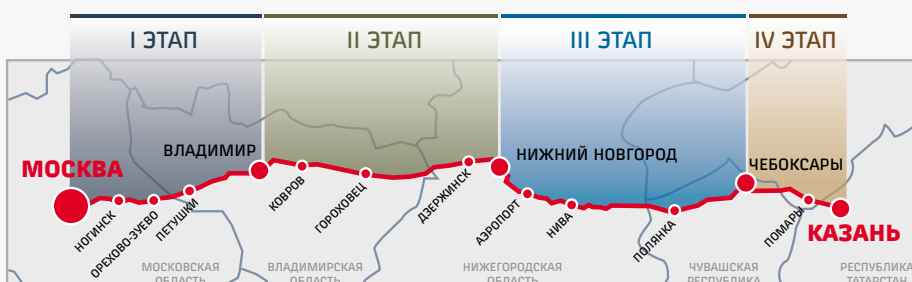 I ЭТАП
II ЭТАП
III ЭТАП
IV ЭТАП
МОСКВА
НОГИНСК
ОРЕХОВО-ЗУЕВО
ПЕТУШКИ
ВЛАДИМИР
КОВРОВ
ГОРОХОВЕЦ
ДЗЕРЖИНСК
НИЖНИЙ НОВГОРОД
АЭРОПОРТ
НИВА
ПОЛЯНКА
ЧЕБОКСАРЫ
ПОМАРЫ
КАЗАНЬ
МОСКОВСКАЯ
ОБЛАСТЬ
ВЛАДИМИРСКАЯ
ОБЛАСТЬ
НИЖЕГОРОДСКАЯ
ОБЛАСТЬ
ЧУВАШСКАЯ
РЕСПУБЛИКА
РЕСПУБЛИКА
ТАТАРСТАН